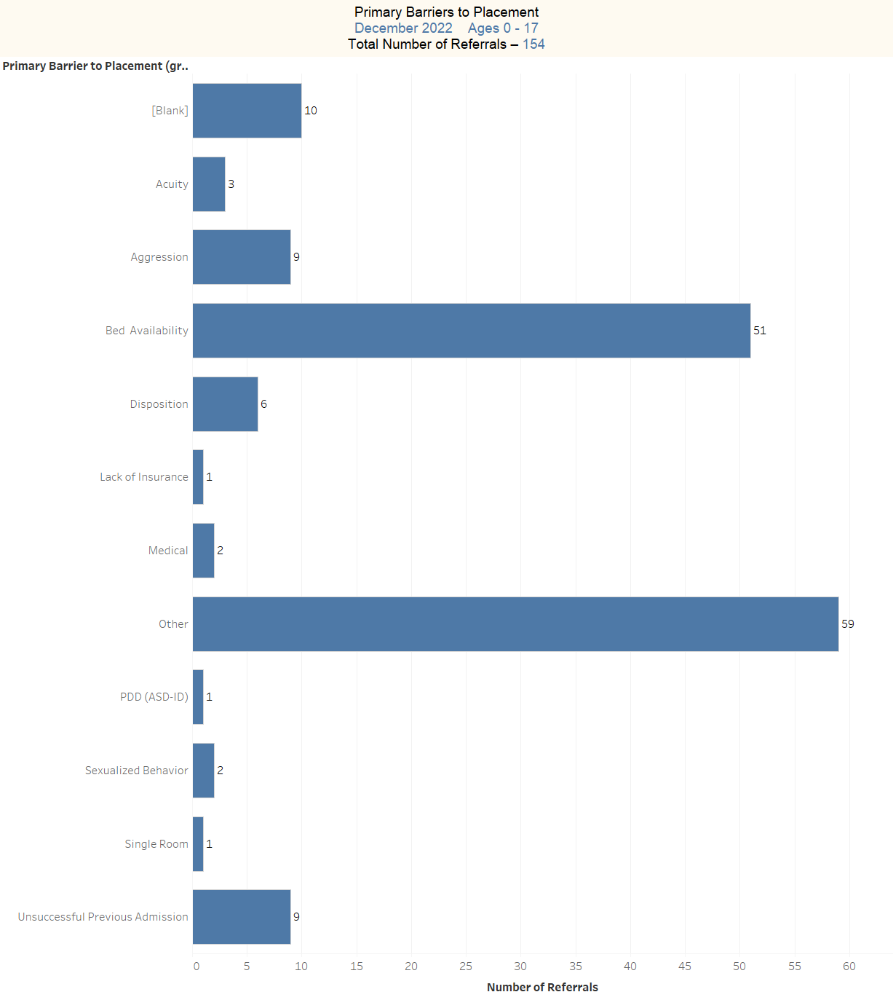 Primary Barriers to Placement
December 2022 Ages 0 - 17
Total Number of Referrals – 154
Primary Barrier to Placement (gr..
[Blank] 10
Acuity 3
Aggression 9
Bed Availability 51
Disposition 6
Lack of Insurance 1
Medical 2
Other 59
PDD (ASD-ID) 1
Sexualized Behavior 2
Single Room 1
Unsuccessful Previous Admission 9
0 5 10 15 20 25 30 35 40 45 50 55 60
Number of Referrals